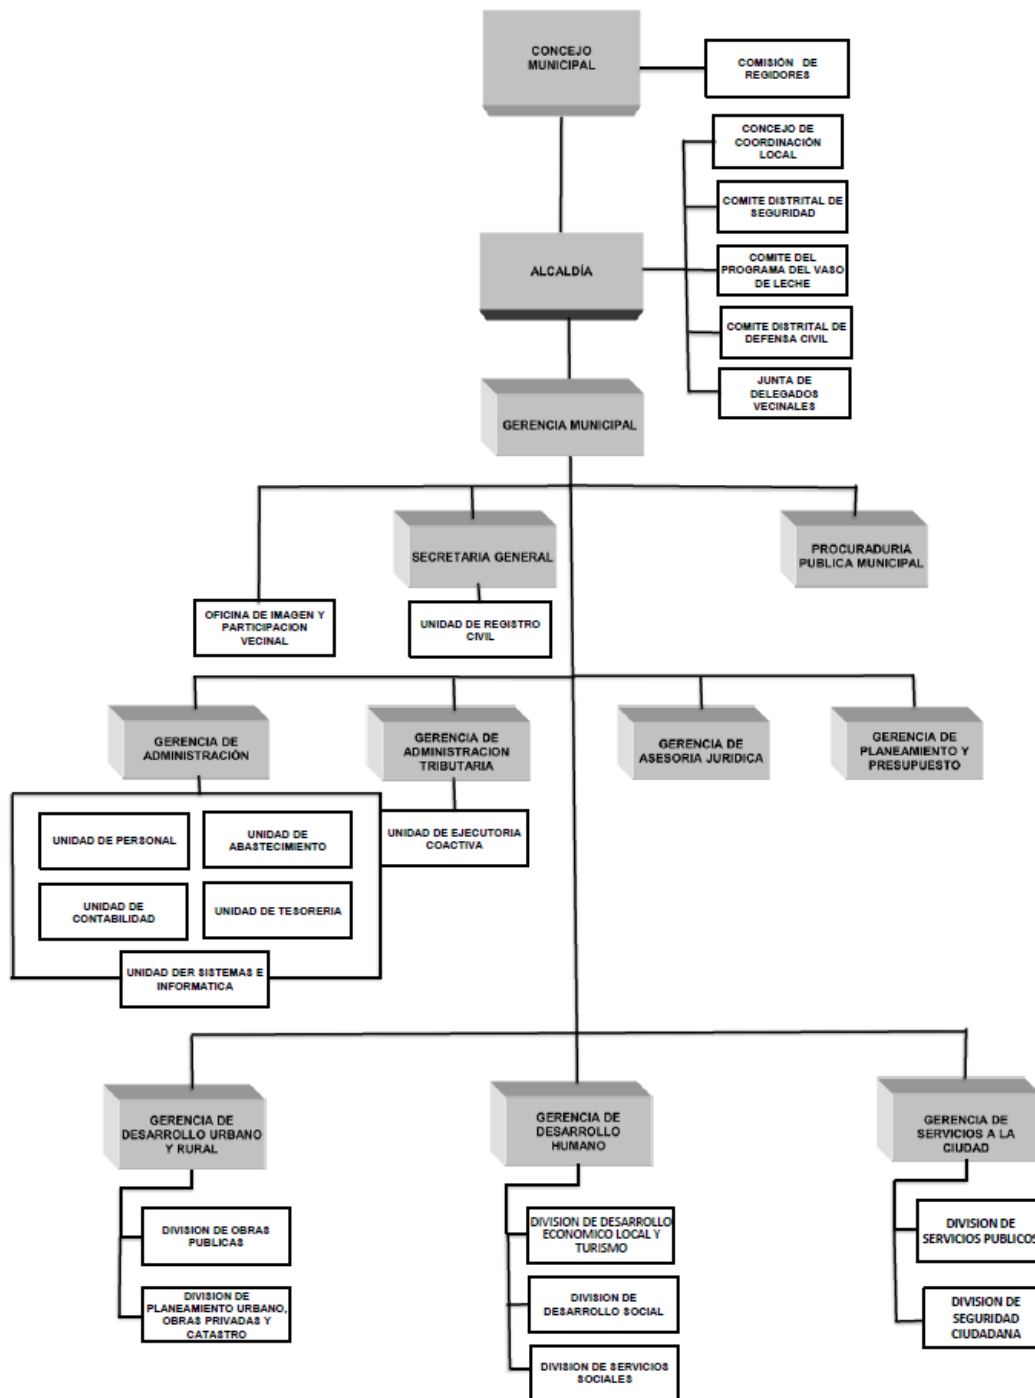 CONCEJO
MUNICIPAL
COMISIÓN DE
REGIDORES
CONCEJO DE
COORDINACIÓN
LOCAL
COMITE DISTRITAL DE
SEGURIDAD
ALCALDÍA
COMITE DEL
PROGRAMA DEL VASO
DE LECHE
COMITE DISTRITAL DE
DEFENSA CIVIL
JUNTA DE
DELEGADOS
VECINALES
GERENCIA MUNICIPAL
SECRETARIA GENERAL
PROCURADURIA
PUBLICA MUNICIPAL
OFICINA DE IMAGEN Y
PARTICIPACION
VECINAL
UNIDAD DE REGISTRO
CIVIL
GERENCIA DE
ADMINISTRACIÓN
GERENCIA DE
ADMINISTRACION
TRIBUTARIA
GERENCIA DE
ASESORIA JURIDICA
GERENCIA DE
PLANEAMIENTO Y
PRESUPUESTO
UNIDAD DE PERSONAL
UNIDAD DE
ABASTECIMIENTO
UNIDAD DE EJECUTORIA
COACTIVA
UNIDAD DE
CONTABILIDAD
UNIDAD DE TESORERIA
UNIDAD DER SISTEMAS E
INFORMATICA
GERENCIA DE
DESARROLLO URBANO
Y RURAL
GERENCIA DE
DESARROLLO
HUMANO
GERENCIA DE
SERVICIOS A LA
CIUDAD
DIVISION DE OBRAS
PUBLICAS
DIVISION DE
PLANEAMIENTO URBANO,
OBRAS PRIVADAS Y
CATASTRO
DIVISION DE DESARROLLO
ECONOMICO LOCAL Y
TURISMO
DIVISION DE
DESARROLLO SOCIAL
DIVISION DE SERVICIOS
SOCIALES
DIVISION DE
SERVICIOS PUBLICOS
DIVISION DE
SEGURIDAD
CIUDADANA